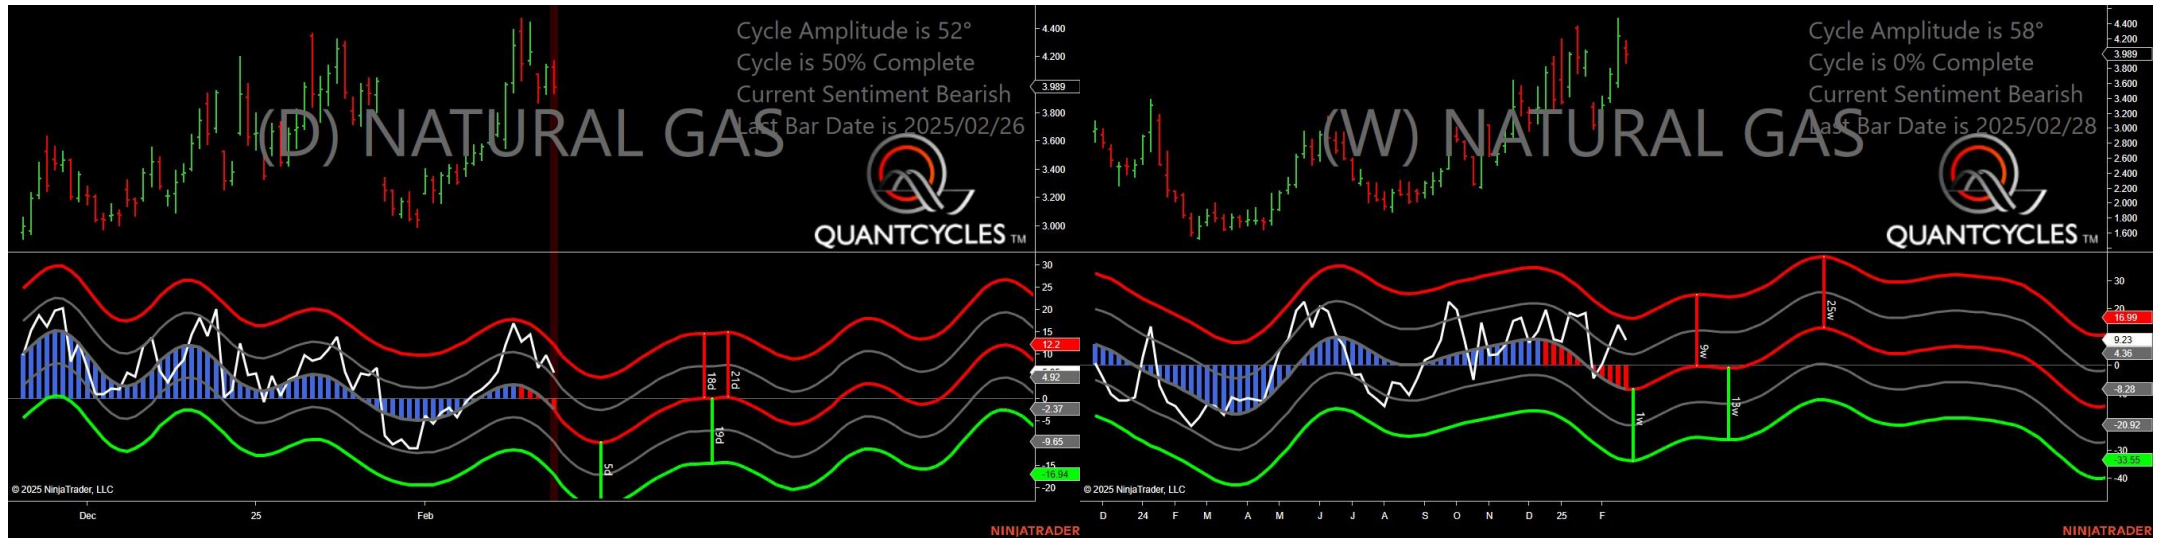 Cycle Amplitude is 52°
Cycle is 50% Complete
Current Sentiment Bearish
Last Bar Date is 2025/02/26
(D) NATURAL GAS
QUANTCYCLES TM
4.400
4.200
3.989
3.800
3.600
3.400
3.200
3.000
30
25
20
15
12.2
10
4.92
0
-2.37
-5
-9.65
-15
-16.94
-20
18d
21d
19d
5d
© 2025 NinjaTrader, LLC
Dec
25
Feb
NINJATRADER
Cycle Amplitude is 58°
Cycle is 0% Complete
Current Sentiment Bearish
Last Bar Date is 2025/02/28
(W) NATURAL GAS
QUANTCYCLES TM
4.400
4.200
3.989
3.800
3.600
3.400
3.200
3.000
2.800
2.600
2.400
2.200
2.000
1.800
1.600
30
20
16.99
9.23
4.36
0
-8.28
-20.92
-30
-33.55
-40
25w
9w
13w
1w
© 2025 NinjaTrader, LLC
D 24 F M A M J J A S O N D 25 F
NINJATRADER